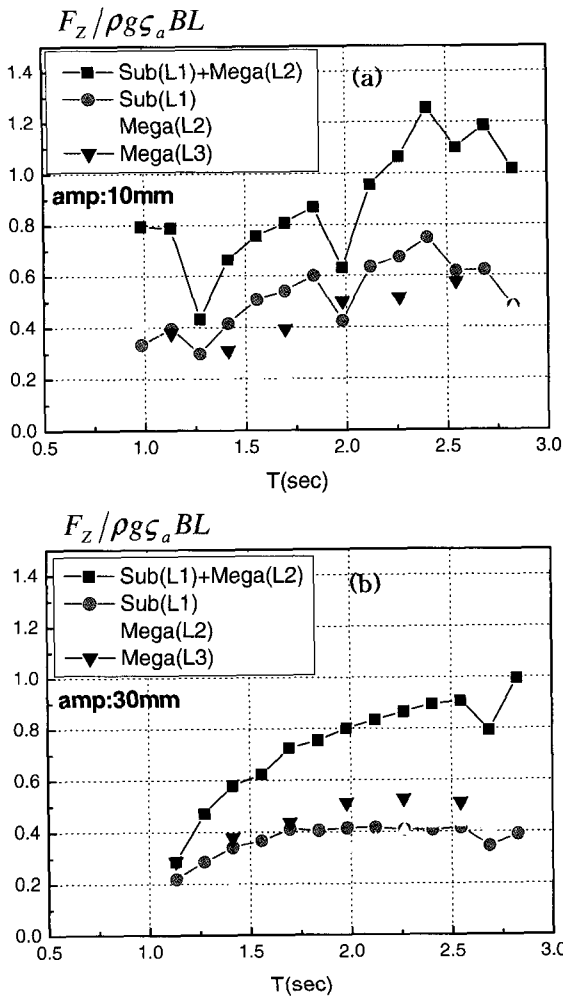 F_Z/ρgς_aBL
1.4
1.2
1.0
0.8
0.6
0.4
0.2
0.0
Sub(L1)+Mega(L2)
Sub(L1)
Mega(L2)
Mega(L3)
(a)
amp:10mm
0.5 1.0 1.5 2.0 2.5 3.0
T(sec)
F_Z/ρgς_aBL
1.4
1.2
1.0
0.8
0.6
0.4
0.2
0.0
Sub(L1)+Mega(L2)
Sub(L1)
Mega(L2)
Mega(L3)
(b)
amp:30mm
0.5 1.0 1.5 2.0 2.5 3.0
T(sec)